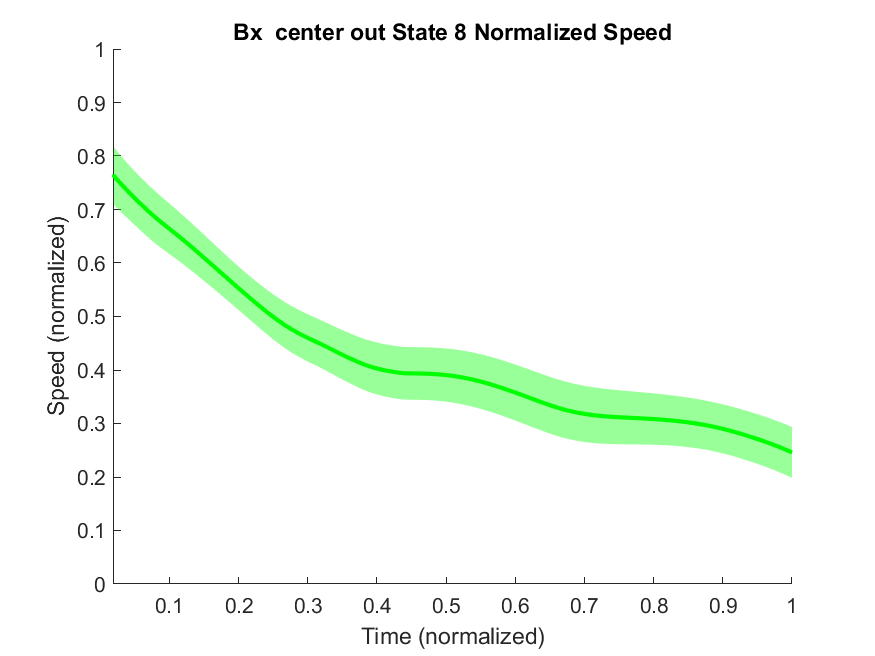 Bx  center out State 8 Normalized Speed
1
0.9
0.8
0.7
0.6
0.5
0.4
0.3
0.2
0.1
0
Speed (normalized)
0.1 0.2 0.3 0.4 0.5 0.6 0.7 0.8 0.9 1
Time (normalized)